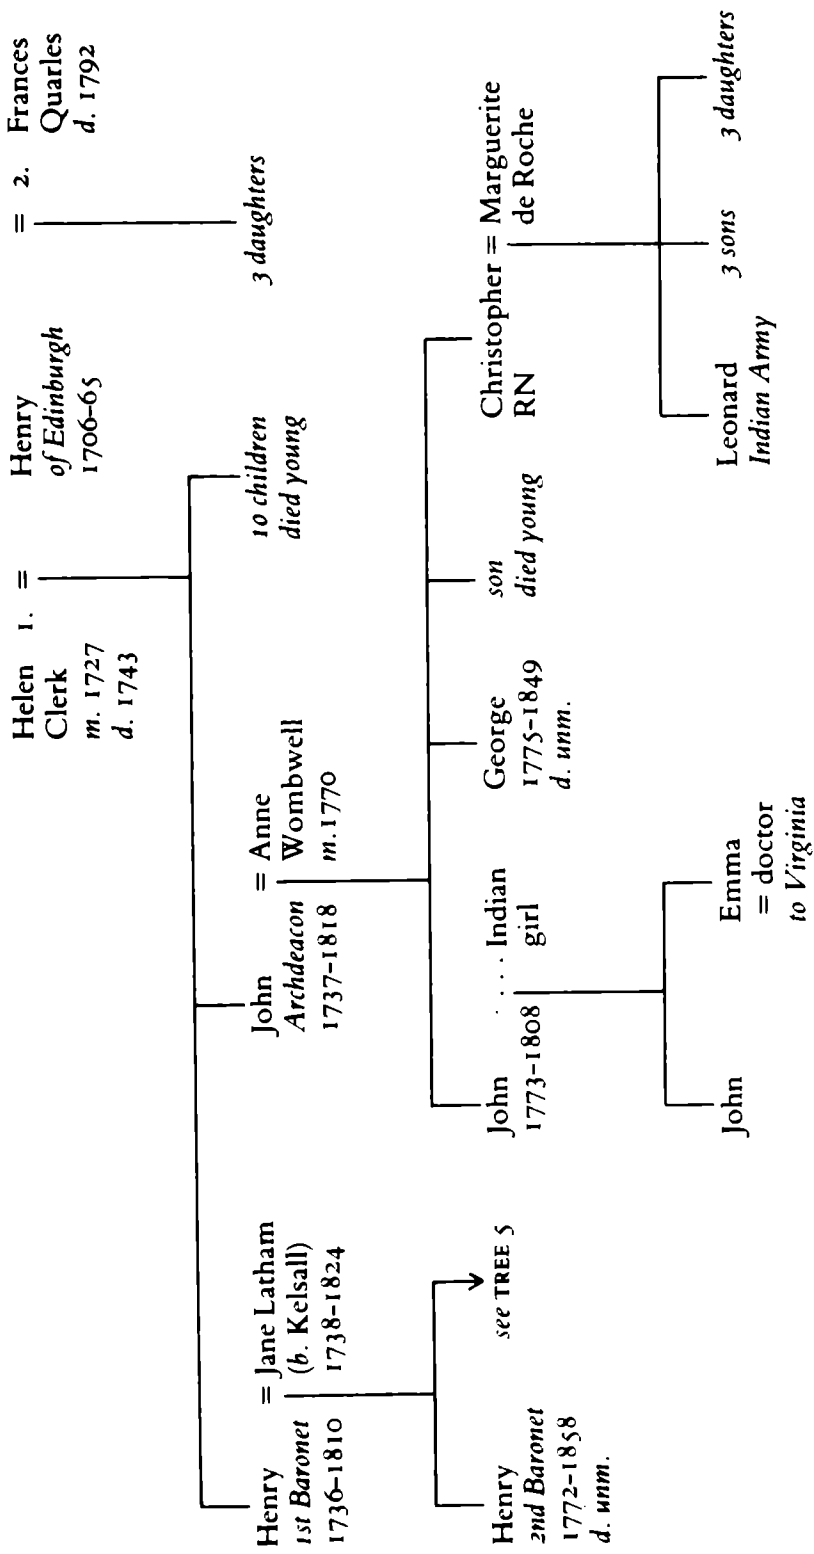 Helen 1. =
Clerk
m. 1727
d. 1743
Henry
of Edinburgh
1706–65
= 2. Frances
Quarles
d. 1792
Henry
1st Baronet
1736–1810
= Jane Latham
(b. Kelsall)
1738–1824
John
Archdeacon
1737–1818
= Anne
Wombwell
m. 1770
10 children
died young
3 daughters
Henry
2nd Baronet
1772–1858
d. unm.
see TREE 5
John
1773–1808
.... Indian
girl
George
1775–1849
d. unm.
son
died young
Christopher = Marguerite
RN
de Roche
John
Emma
= doctor
to Virginia
Leonard
Indian Army
3 sons
3 daughters